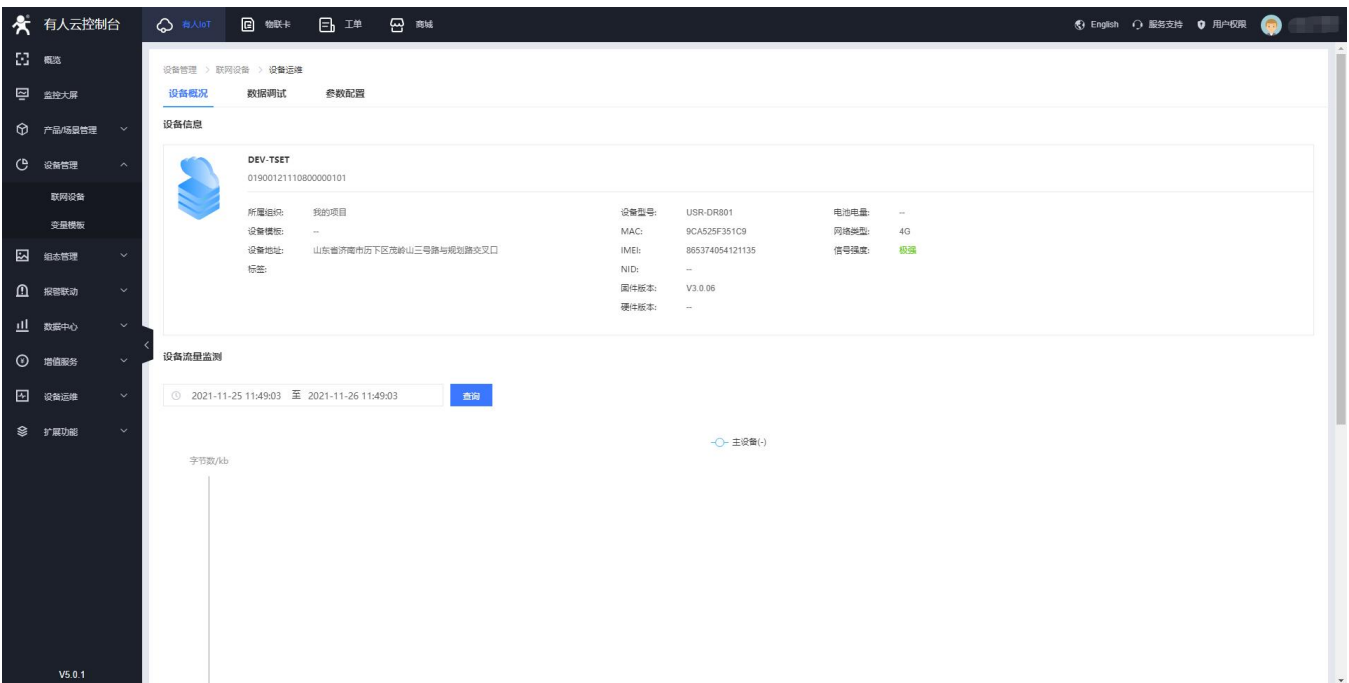 有人云控制台
有人IoT 物联卡 工单 商城 English 服务支持 用户权限
概览
监控大屏
产品/场景管理
设备管理
联网设备
变量模板
组态管理
报警联动
数据中心
增值服务
设备运维
扩展功能
V5.0.1
设备管理 > 联网设备 > 设备运维
设备概况 数据调试 参数配置
设备信息
DEV-TSET
01900121110800000101
所属组织: 我的项目 设备型号: USR-DR801 电池电量: --
设备模板: -- MAC: 9CA525F351C9 网络类型: 4G
设备地址: 山东省济南市历下区茂岭山三号路与规划路交叉口 IMEI: 865374054121135 信号强度: 极强
标签: NID: --
固件版本: V3.0.06
硬件版本: --
设备流量监测
2021-11-25 11:49:03 至 2021-11-26 11:49:03 查询
主设备(-)
字节数/kb